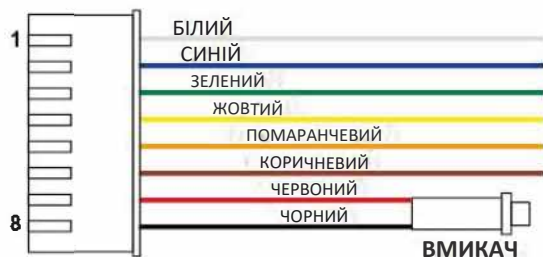 1 БІЛИЙ
СИНІЙ
ЗЕЛЕНИЙ
ЖОВТИЙ
ПОМАРАНЧЕВИЙ
КОРИЧНЕВИЙ
ЧЕРВОНИЙ
8 ЧОРНИЙ
ВМИКАЧ